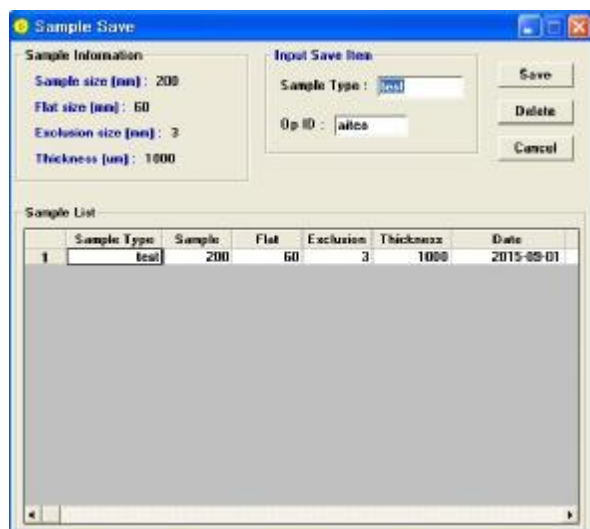 Sample Save
Sample Information
Sample size [mm] : 200
Flat size [mm] : 60
Exclusion size [mm] : 3
Thickness [um] : 1000
Input Save Item
Sample Type : test
Op ID : aitco
Save
Delete
Cancel
Sample List
Sample Type Sample Flat Exclusion Thickness Date
1 test 200 60 3 1000 2015-09-01